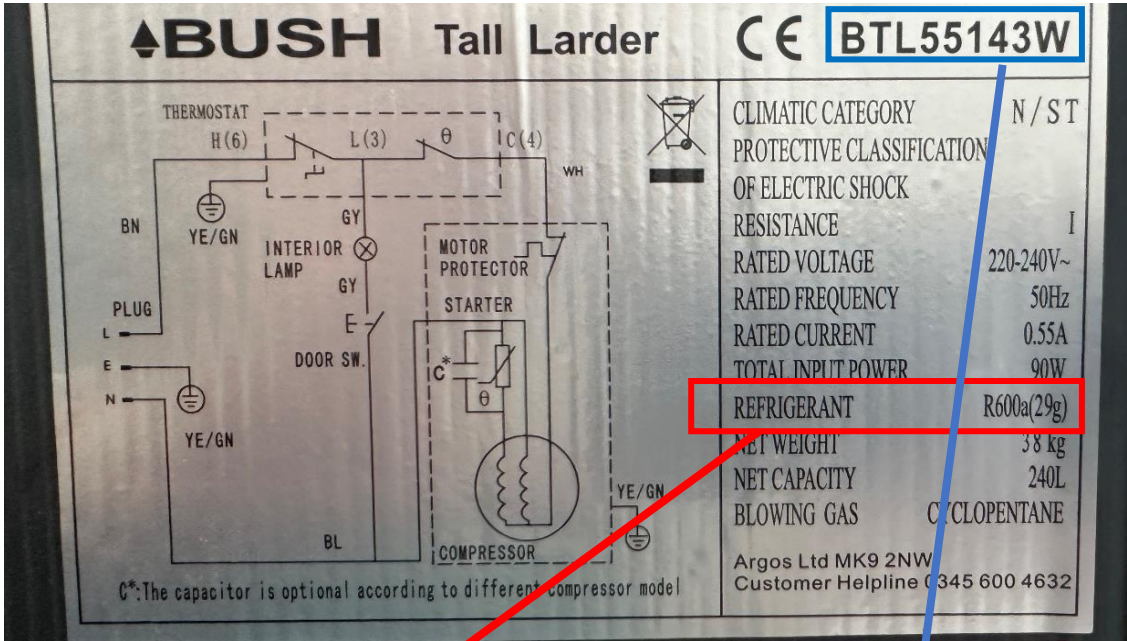 BUSH Tall Larder CE BTL55143W
THERMOSTAT
H(6) L(3) θ C(4)
WH
BN
YE/GN
GY
INTERIOR
LAMP
GY
MOTOR
PROTECTOR
STARTER
PLUG
L
E
N
DOOR SW.
C*
θ
YE/GN
YE/GN
BL
COMPRESSOR
C*:The capacitor is optional according to different compressor model
CLIMATIC CATEGORY N/ST
PROTECTIVE CLASSIFICATION
OF ELECTRIC SHOCK
RESISTANCE I
RATED VOLTAGE 220-240V~
RATED FREQUENCY 50Hz
RATED CURRENT 0.55A
TOTAL INPUT POWER 90W
REFRIGERANT R600a(29g)
NET WEIGHT 38 kg
NET CAPACITY 240L
BLOWING GAS CYCLOPENTANE
Argos Ltd MK9 2NW
Customer Helpline 0345 600 4632